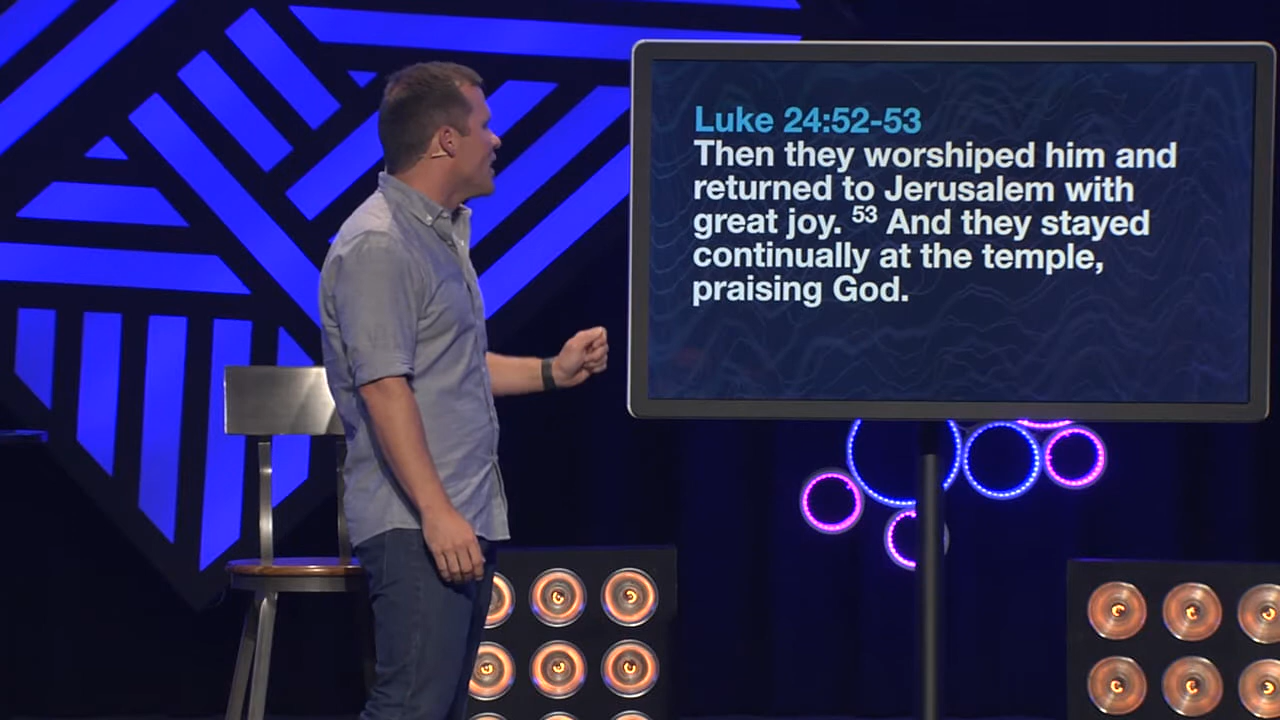 Luke 24:52-53
Then they worshiped him and
returned to Jerusalem with
great joy. 53 And they stayed
continually at the temple,
praising God.